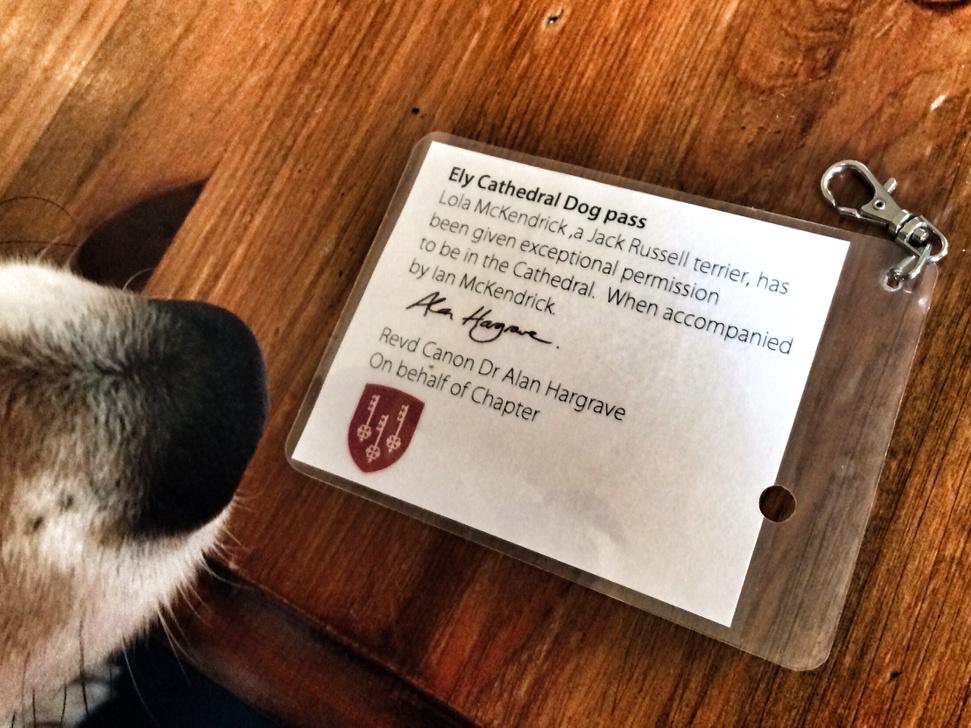 Ely Cathedral Dog pass
Lola McKendrick ,a Jack Russell terrier, has
been given exceptional permission
to be in the Cathedral. When accompanied
by Ian McKendrick
Alan Hargrave.
Revd Canon Dr Alan Hargrave
On behalf of Chapter